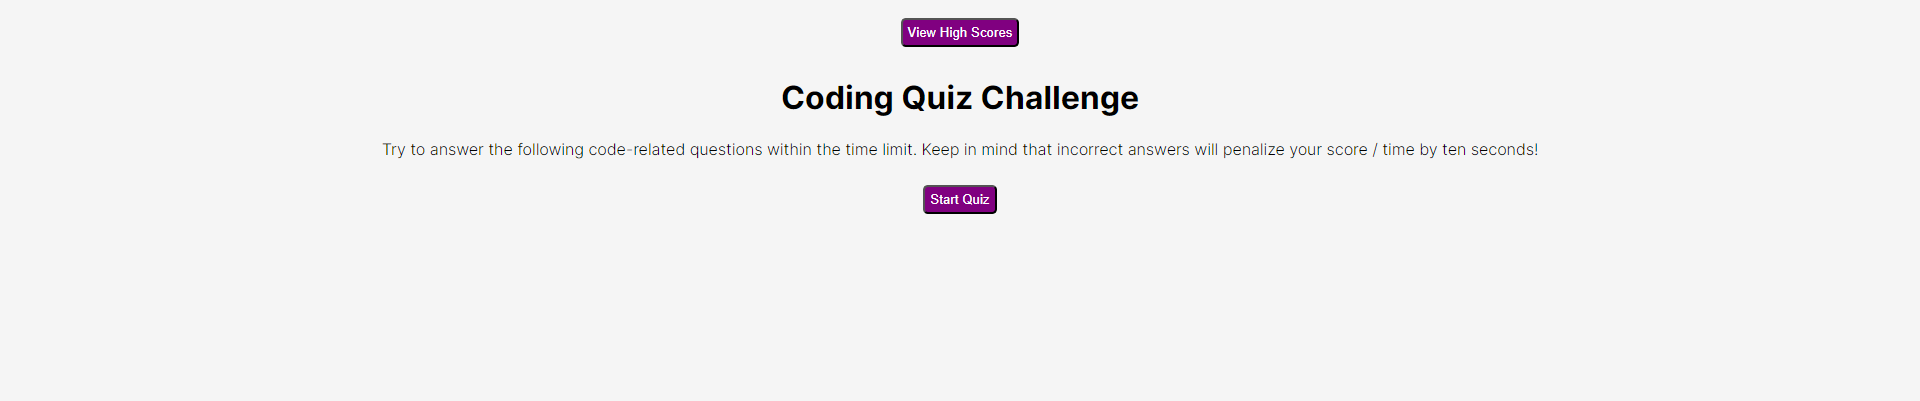 View High Scores
Coding Quiz Challenge
Try to answer the following code-related questions within the time limit. Keep in mind that incorrect answers will penalize your score / time by ten seconds!
Start Quiz